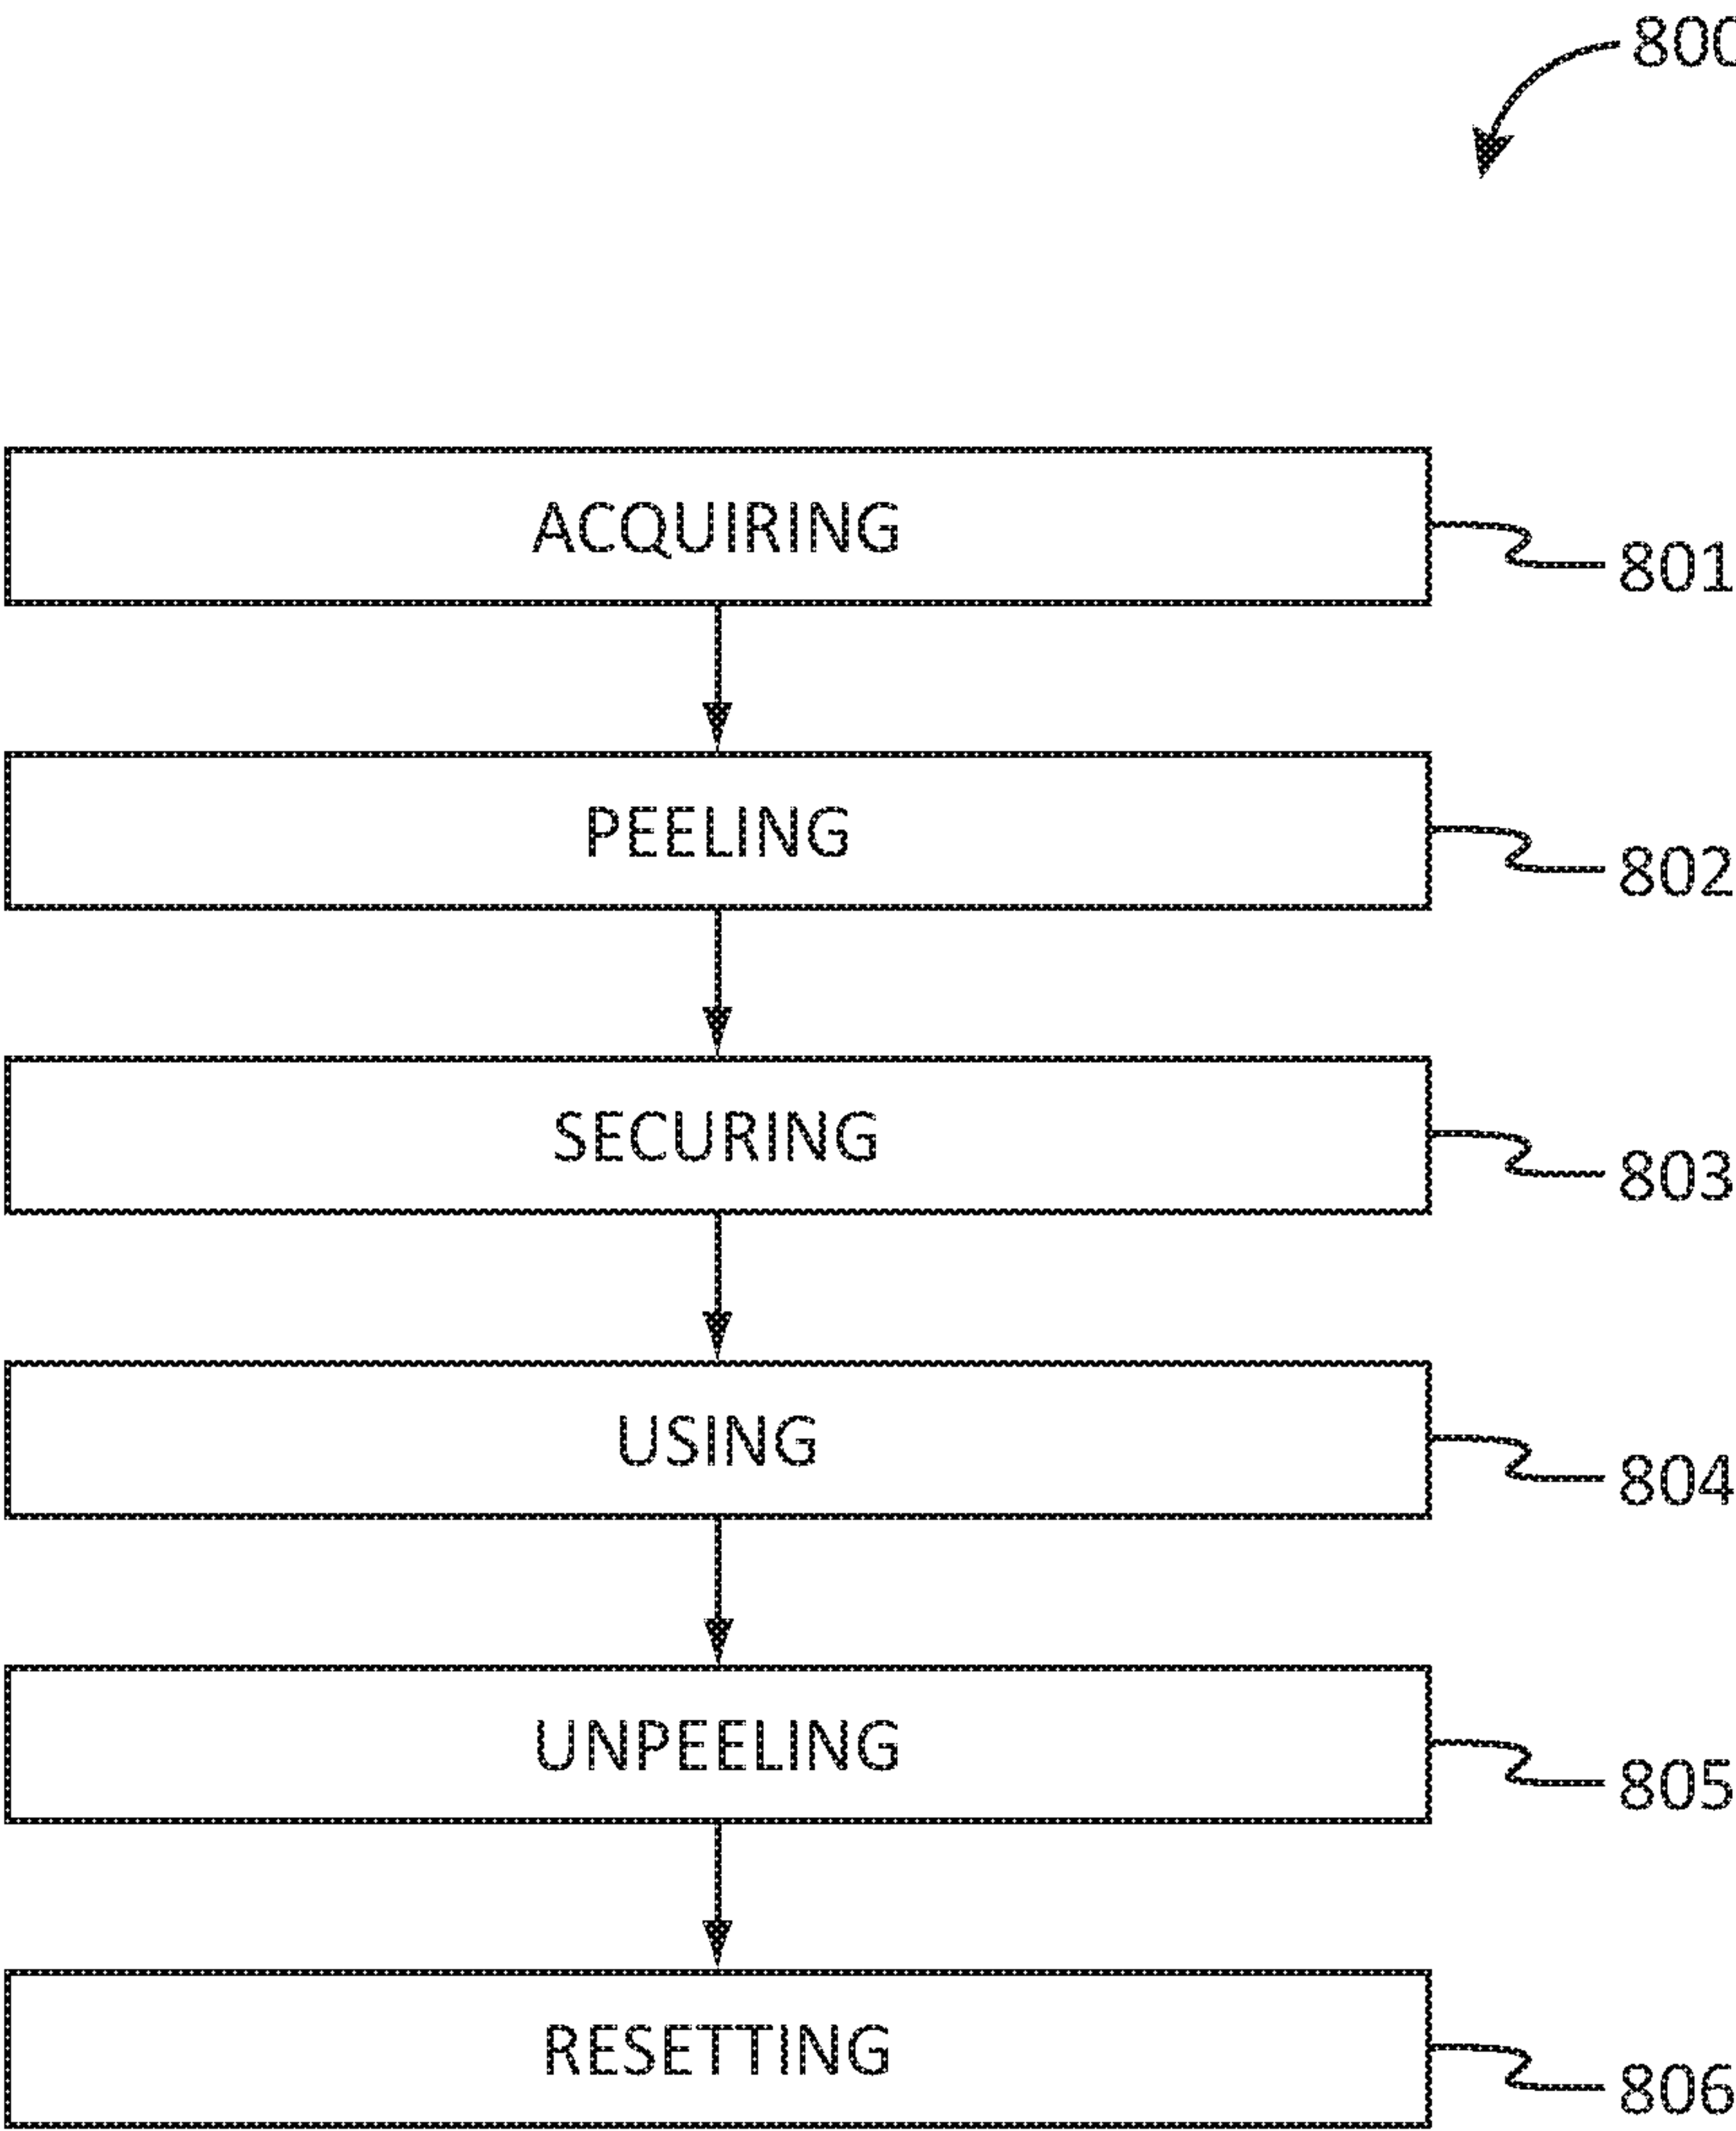 800
ACQUIRING
801
PEELING
802
SECURING
803
USING
804
UNPEELING
805
RESETTING
806